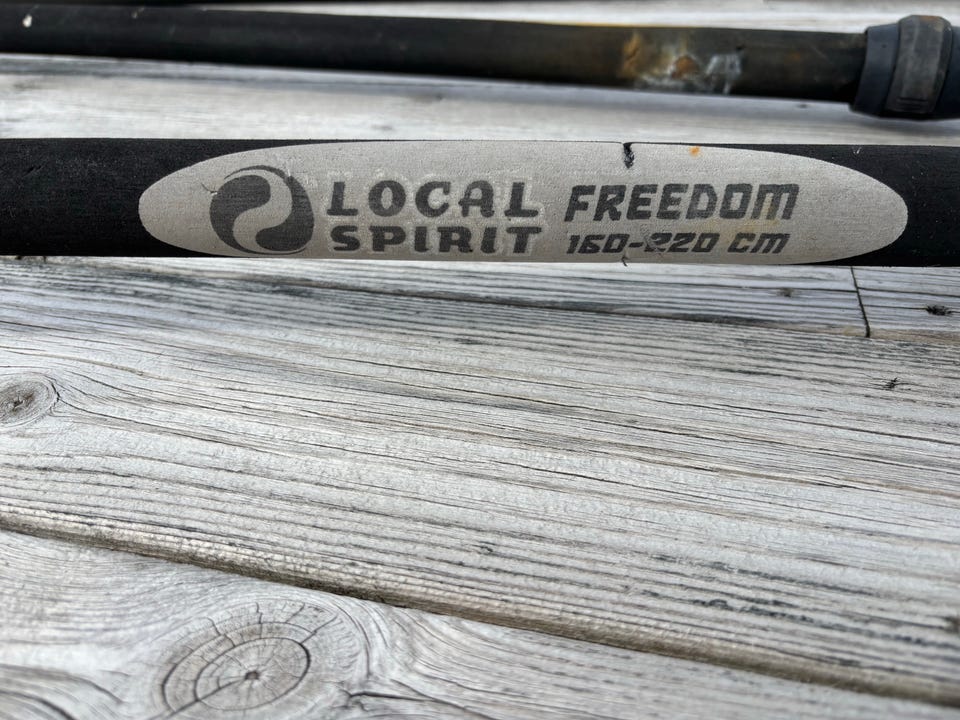 LOCAL
SPIRIT
FREEDOM
160-220 CM